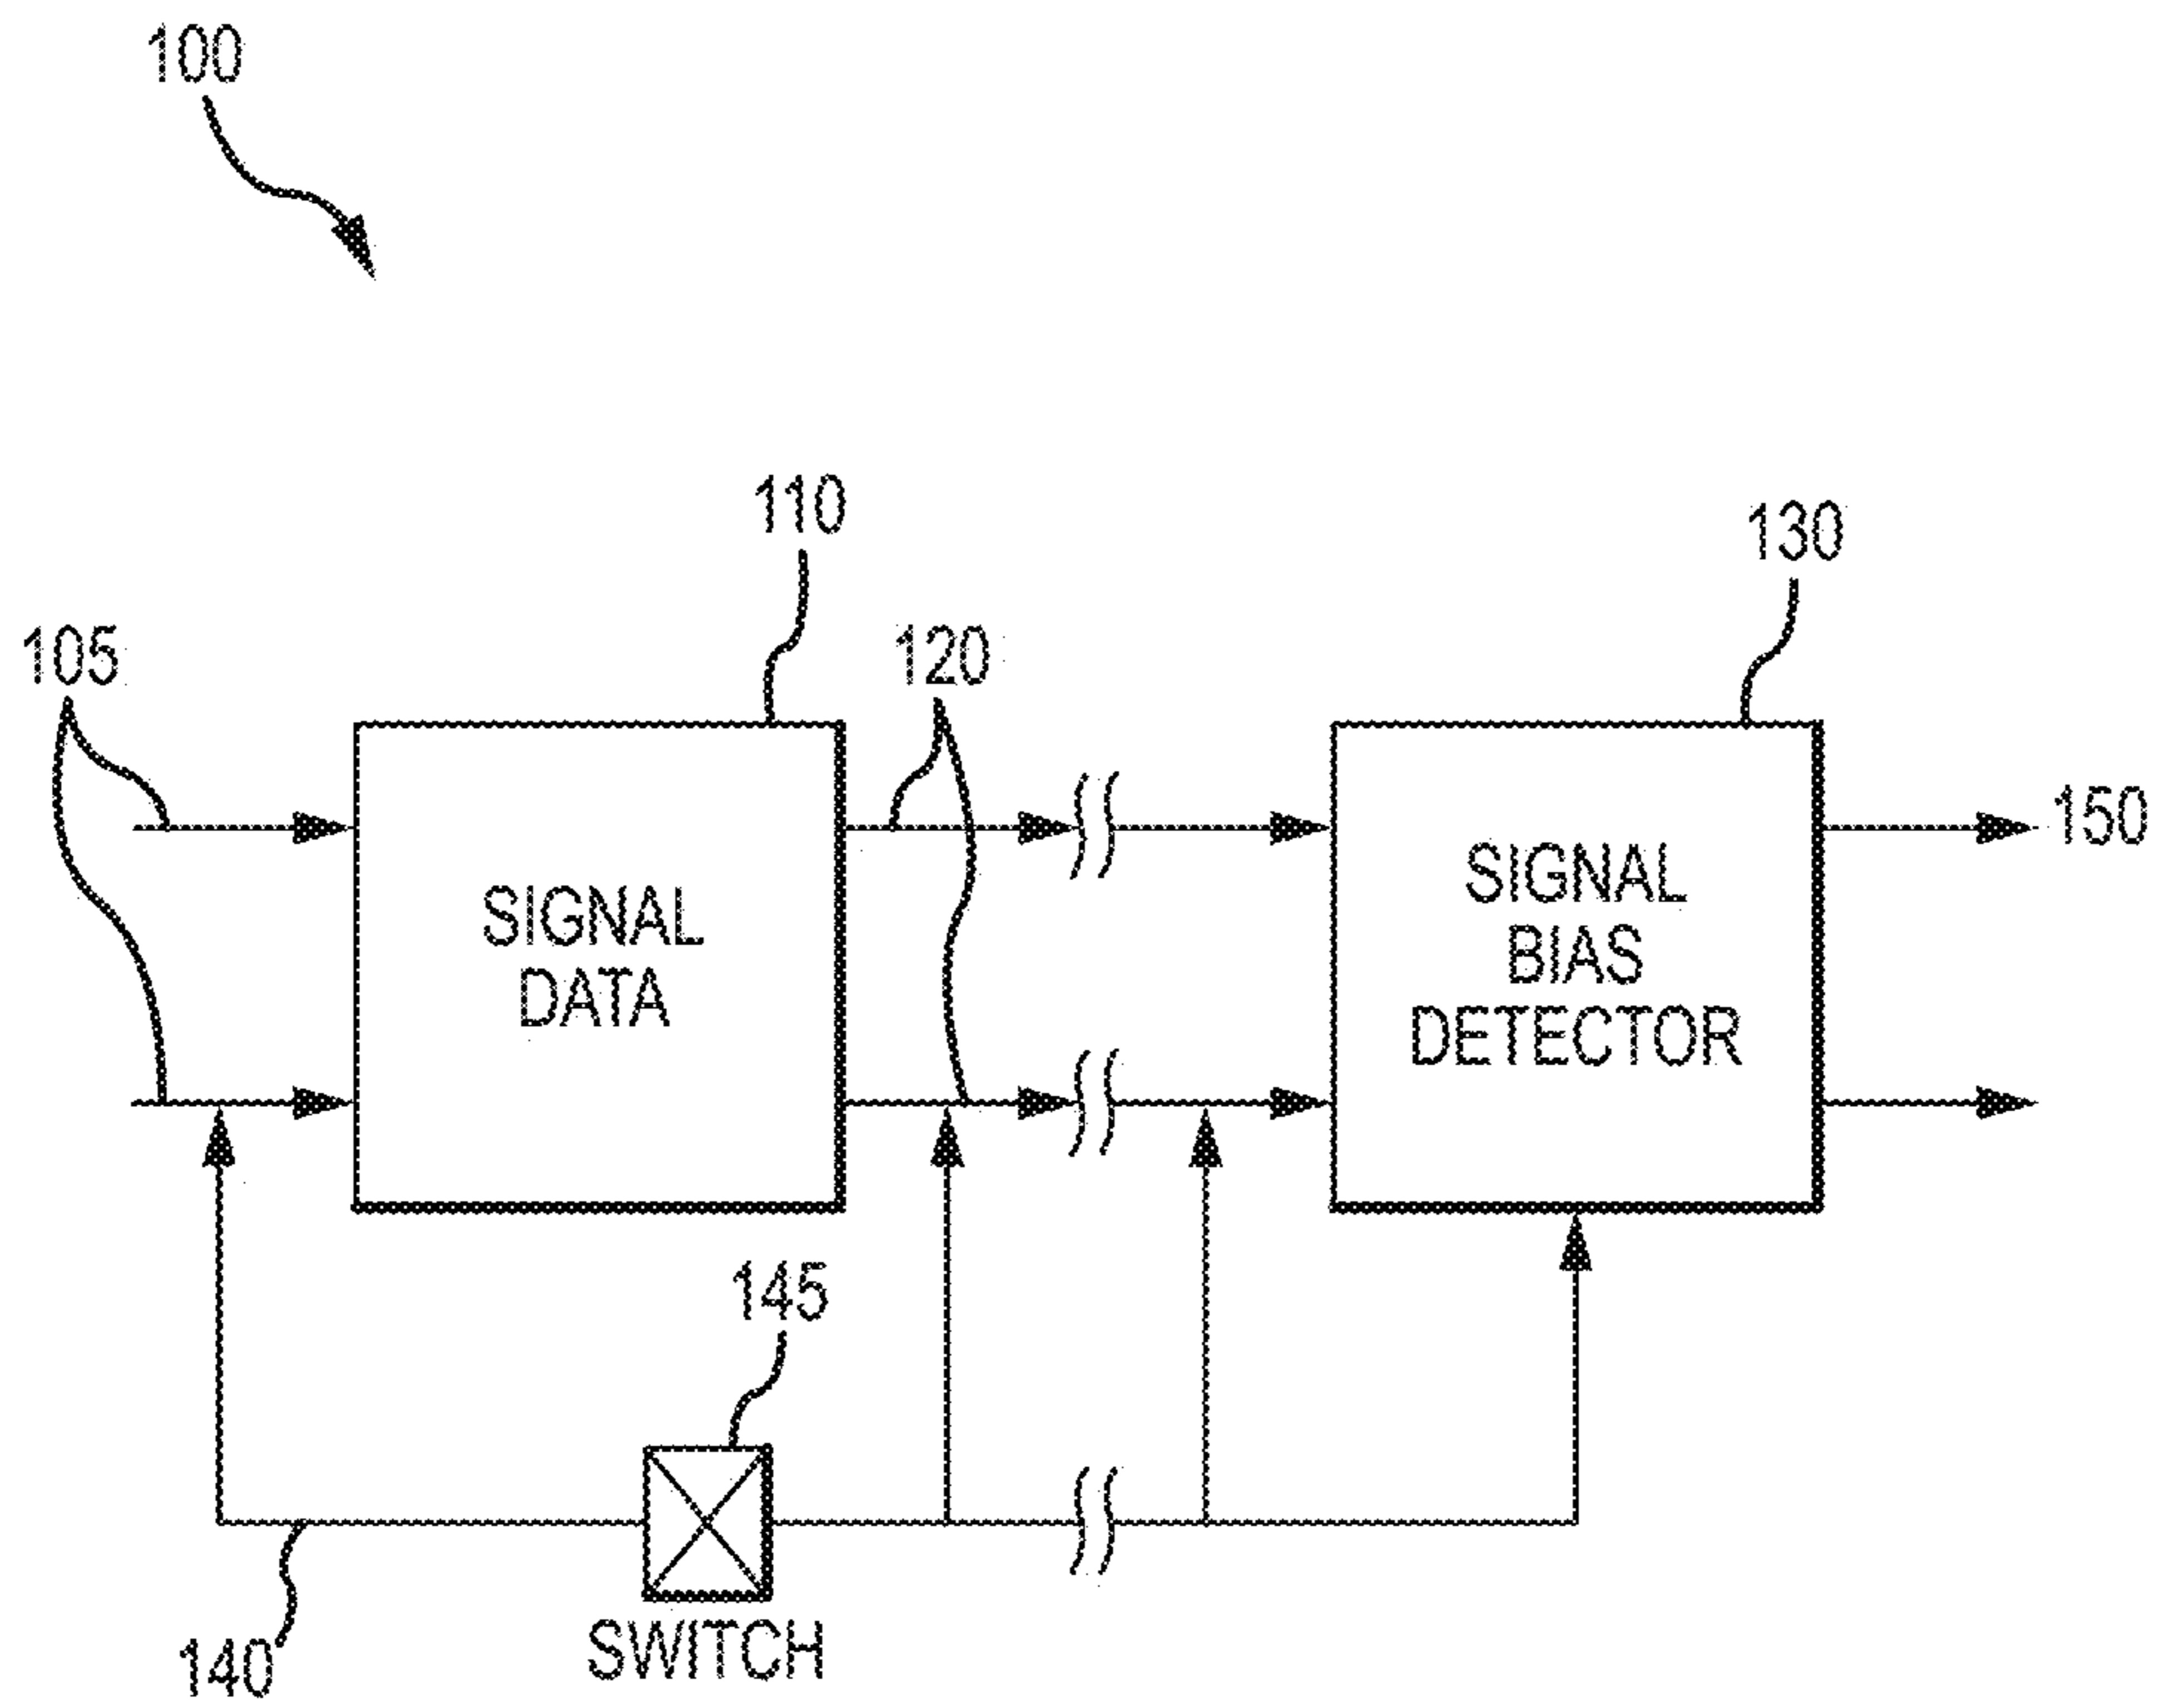 100
110
130
105
120
150
SIGNAL
DATA
SIGNAL
BIAS
DETECTOR
145
SWITCH
140